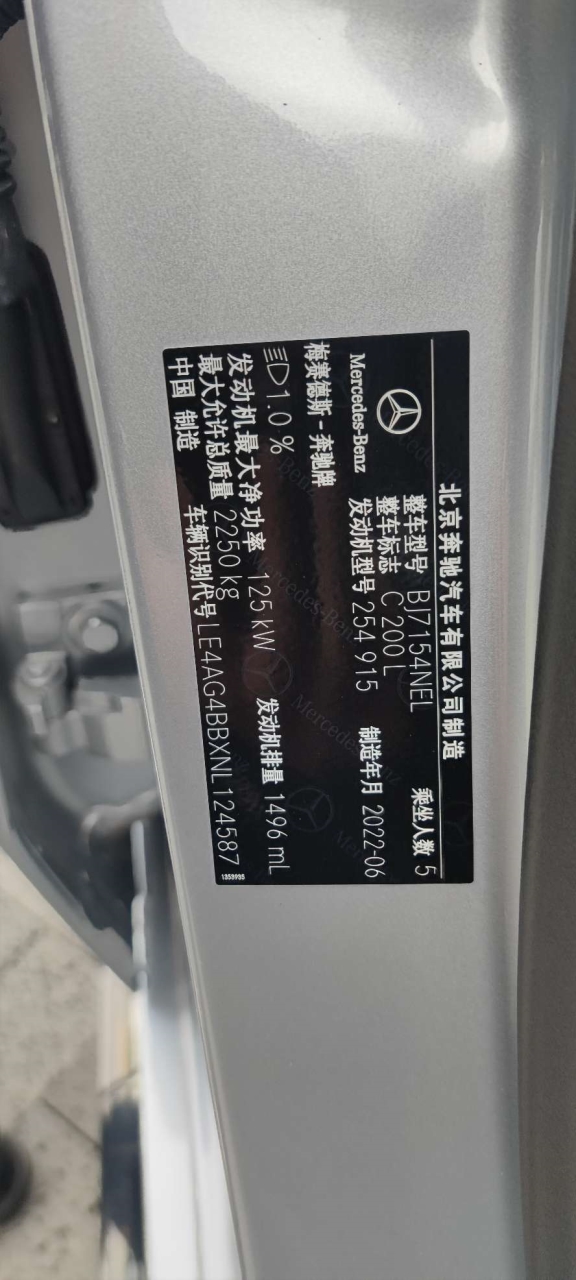 北京奔驰汽车有限公司制造
Mercedes-Benz
梅赛德斯-奔驰牌
整车型号 BJ7154NEL 乘坐人数 5
整车标志 C 200 L
发动机型号 254 915 制造年月 2022-06
1.0 %
发动机最大净功率 125 kW 发动机排量 1496 mL
最大允许总质量 2250 kg
中国 制造 车辆识别代号 LE4AG4BBXNL124587
1353935